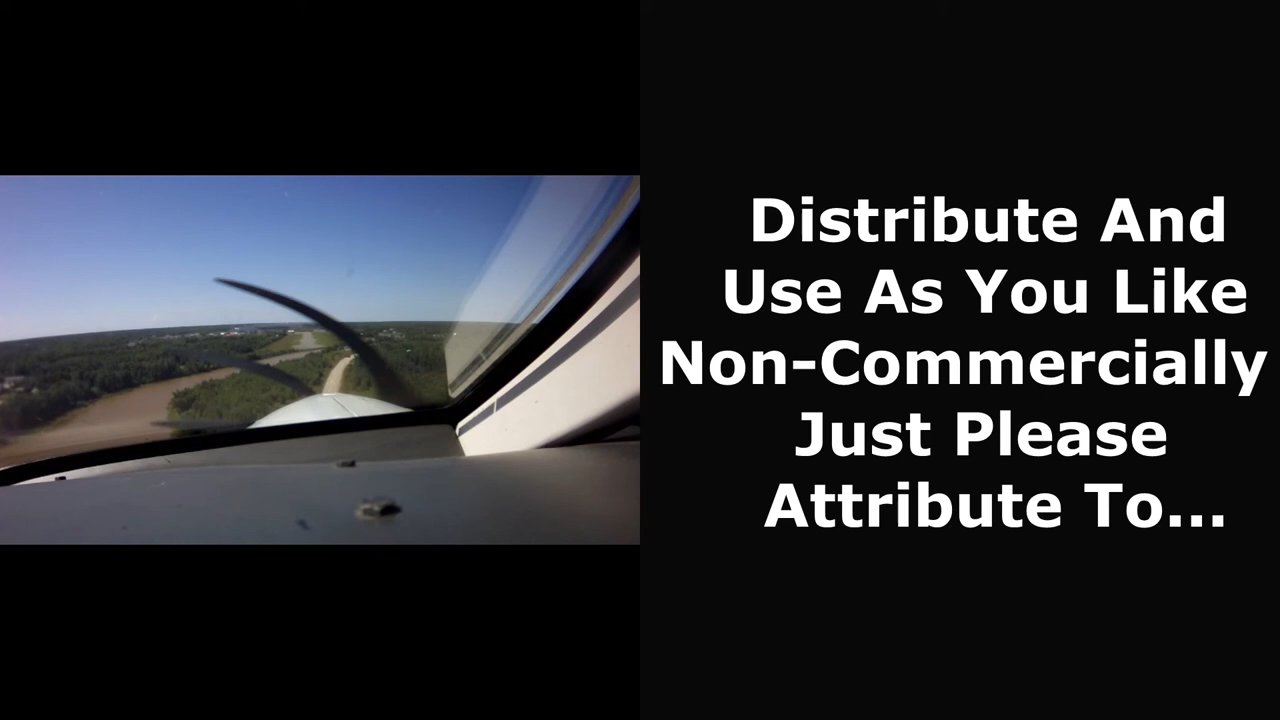 Distribute And
Use As You Like
Non-Commercially
Just Please
Attribute To...